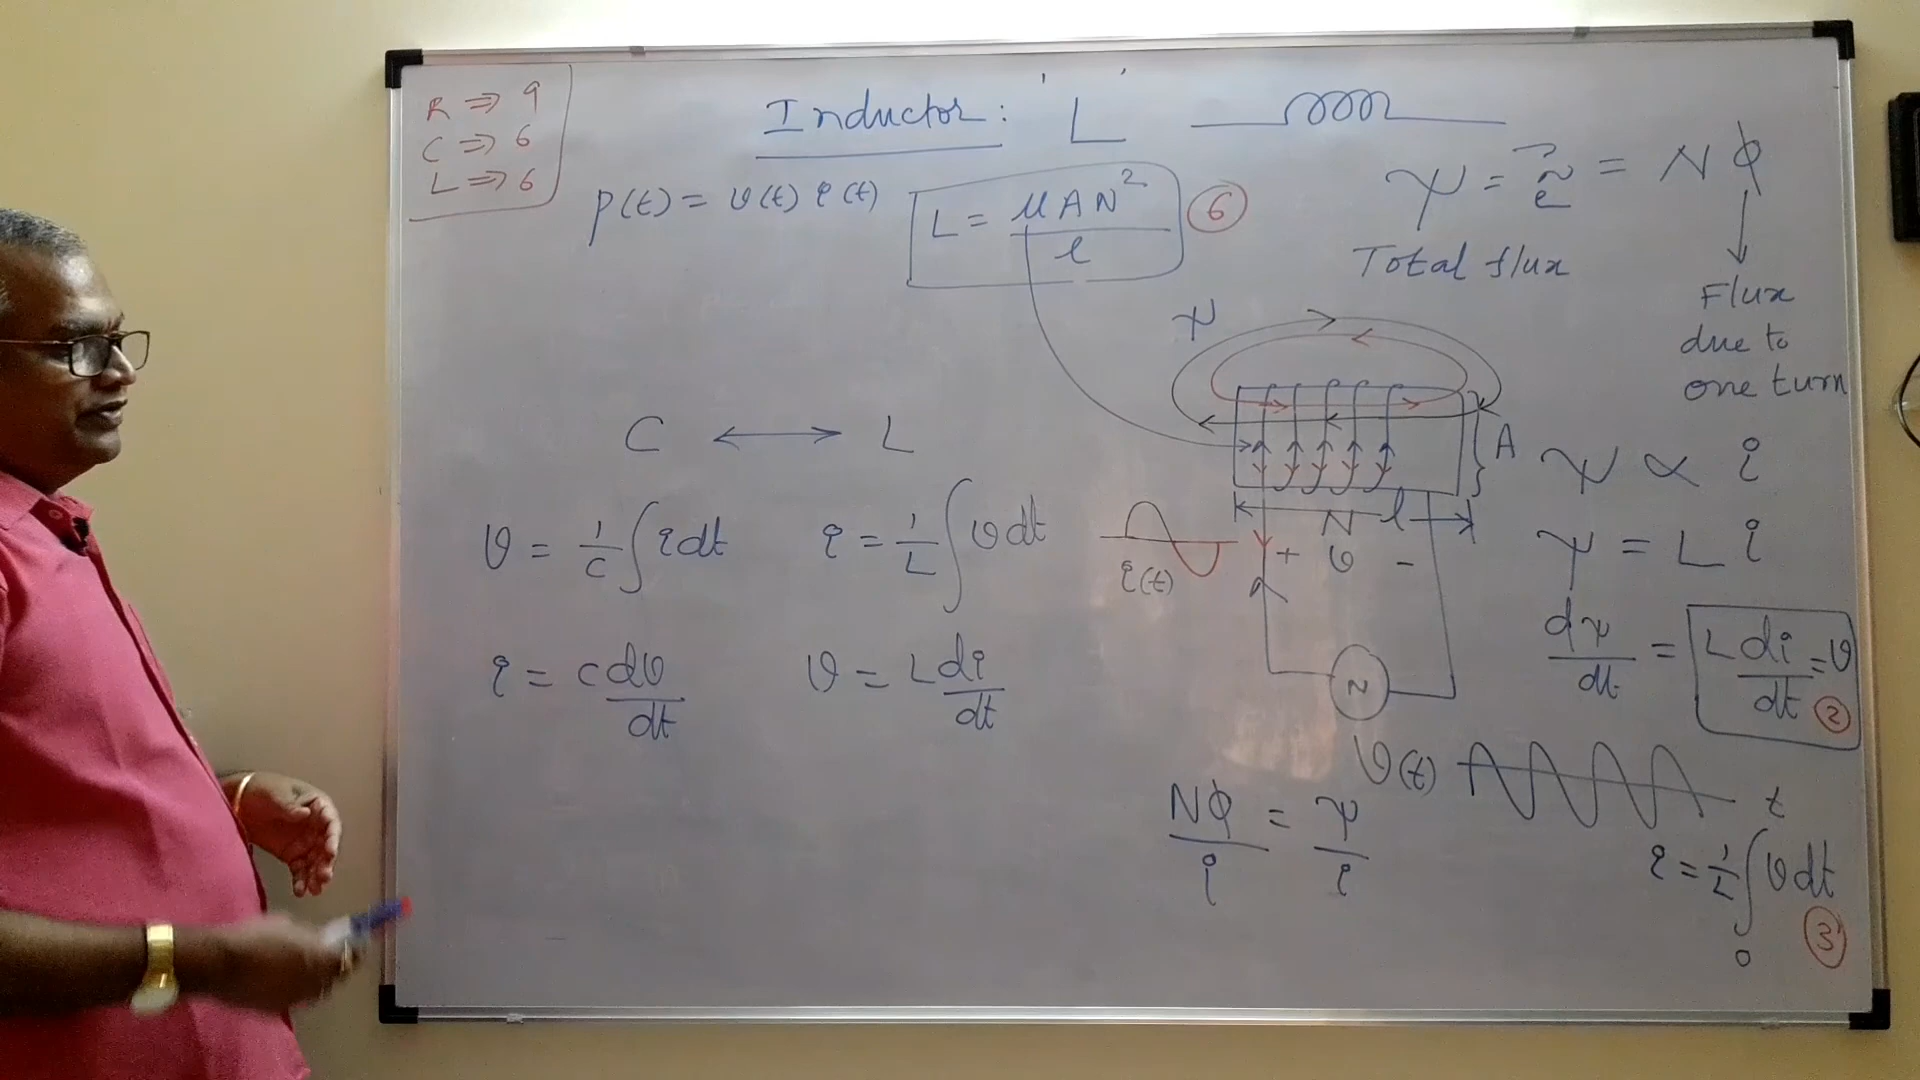 R ⇒ 9
C ⇒ 6
L ⇒ 6
Inductor: 'L'
p(t) = v(t) i(t)
L = μAN²/l
6
ψ = = Nϕ
Total flux
Flux
due to
one turn
ψ
A
C ⟷ L
ψ ∝ i
v = 1/C ∫ i dt
i = 1/L ∫ v dt
N l
i(t)
+ v -
ψ = L i
i = C dv/dt
v = L di/dt
N
dψ/dt = L di/dt = v
2
v(t)
t
Nϕ/i = ψ/i
i = 1/L ∫₀ v dt
3